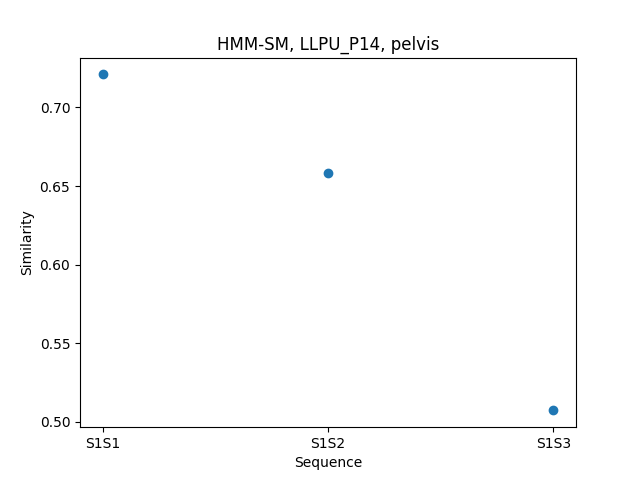 HMM-SM, LLPU_P14, pelvis
Similarity
0.70
0.65
0.60
0.55
0.50
S1S1 S1S2 S1S3
Sequence